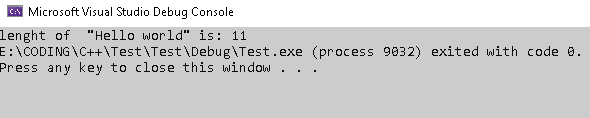 Microsoft Visual Studio Debug Console
lenght of  "Hello world" is: 11
E:\CODING\C++\Test\Test\Debug\Test.exe (process 9032) exited with code 0.
Press any key to close this window . . .